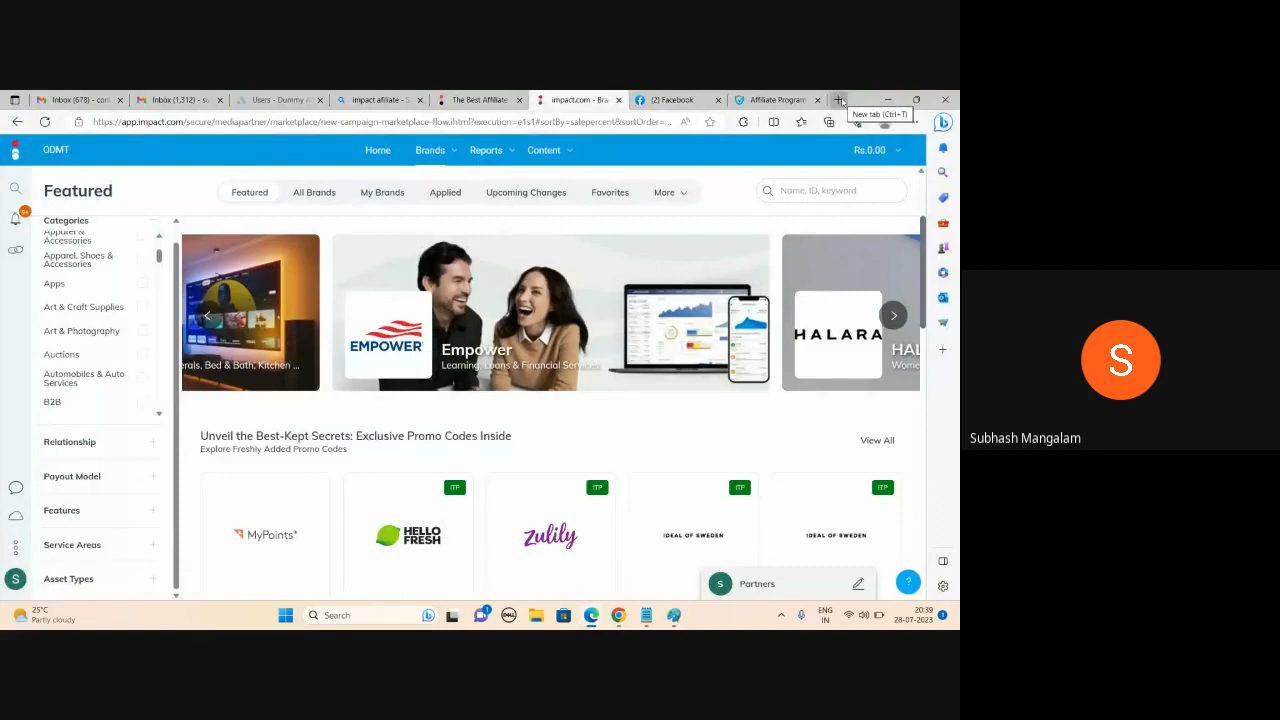 Inbox (678) - con
Inbox (1,312) - su
Users - Dummy A
impact afiliate - S
The Best Affiliate
impact.com - Bra
(2) Facebook
Affiliate Program
New tab (Ctrl+T)
https://app.impact.com/secure/mediapartner/marketplace/new-campaign-marketplace-flow.ihtml?execution=e1s1#sortBy=salepercent&sortOrder=...
ODMT
Home
Brands
Reports
Content
Rs.0.00
Featured
Featured
All Brands
My Brands
Applied
Upcoming Changes
Favorites
More
Name, ID, keyword
Categories
Apparel &
Accessories
Apparel, Shoes &
Accessories
Apps
Art & Craft Supplies
Art & Photography
Auctions
Automobiles & Auto
Services
B2B
Relationship
Payout Model
Features
Service Areas
Asset Types
erals, Bed & Bath, Kitchen ...
EMPOWER
Empower
Learning, Loans & Financial Services
HALARA
HAL
Wome
Unveil the Best-Kept Secrets: Exclusive Promo Codes Inside
Explore Freshly Added Promo Codes
View All
MyPoints
ITP
HELLO
FRESH
ITP
zulily
ITP
IDEAL OF SWEDEN
ITP
IDEAL OF SWEDEN
S
Partners
?
S
25°C
Partly cloudy
Search
DELL
ENG
IN
20:39
28-07-2023
S
Subhash Mangalam